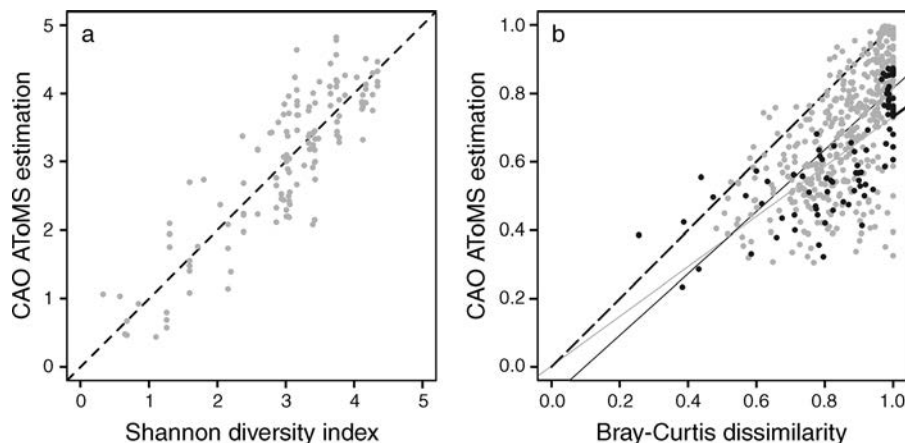 a
CAO AToMS estimation
5
4
3
2
1
0
0 1 2 3 4 5
Shannon diversity index
b
CAO AToMS estimation
1.0
0.8
0.6
0.4
0.2
0.0
0.0 0.2 0.4 0.6 0.8 1.0
Bray-Curtis dissimilarity